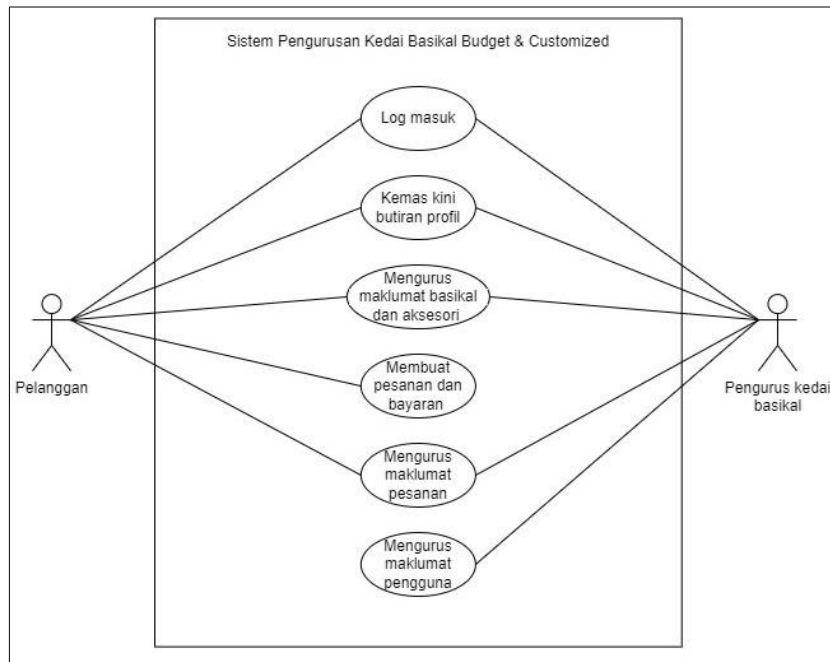 Sistem Pengurusan Kedai Basikal Budget & Customized
Log masuk
Kemas kini
butiran profil
Mengurus
maklumat basikal
dan aksesori
Membuat
pesanan dan
bayaran
Mengurus
maklumat
pesanan
Mengurus
maklumat
pengguna
Pelanggan
Pengurus kedai
basikal